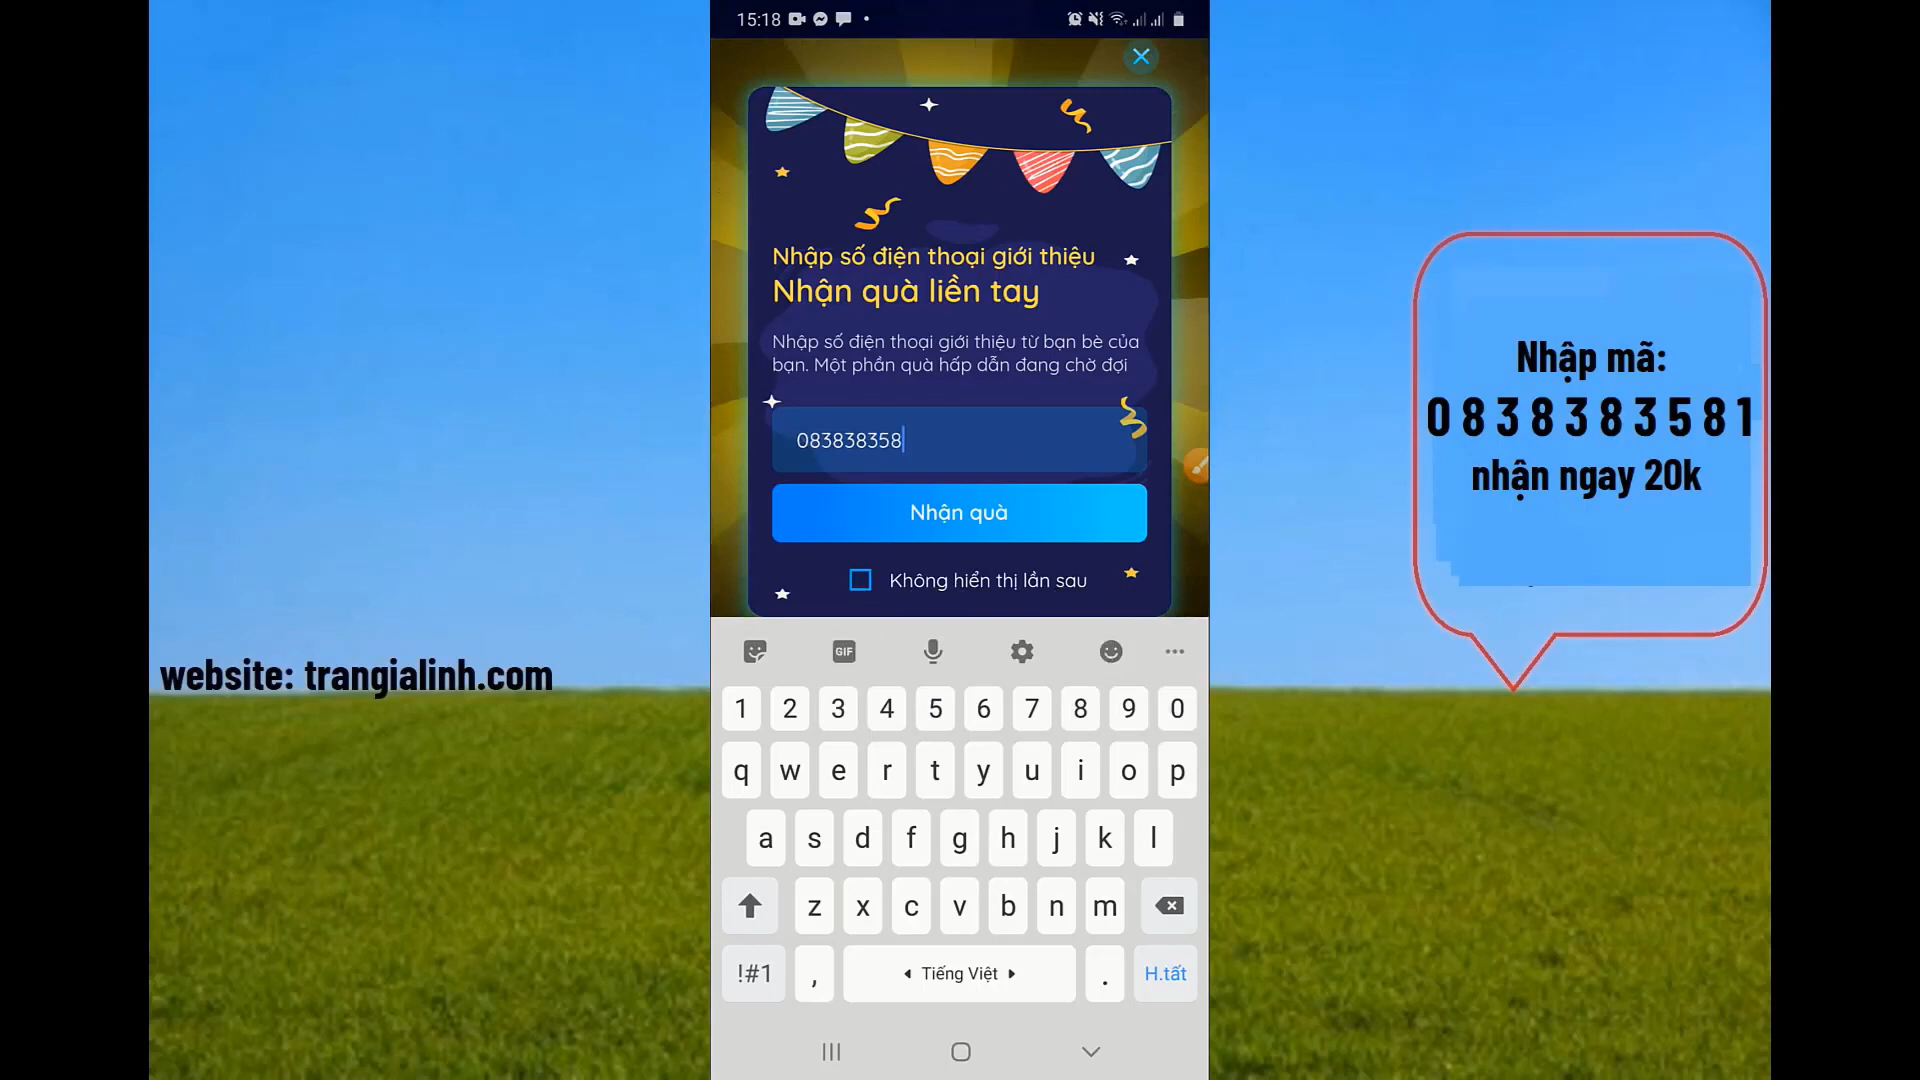 15:18
Nhập số điện thoại giới thiệu
Nhận quà liền tay
Nhập số điện thoại giới thiệu từ bạn bè của
bạn. Một phần quà hấp dẫn đang chờ đợi
083838358
Nhận quà
Không hiển thị lần sau
Nhập mã:
0838383581
nhận ngay 20k
website: trangialinh.com
GIF
1 2 3 4 5 6 7 8 9 0
q w e r t y u i o p
a s d f g h j k l
z x c v b n m
!#1 , Tiếng Việt . H.tất